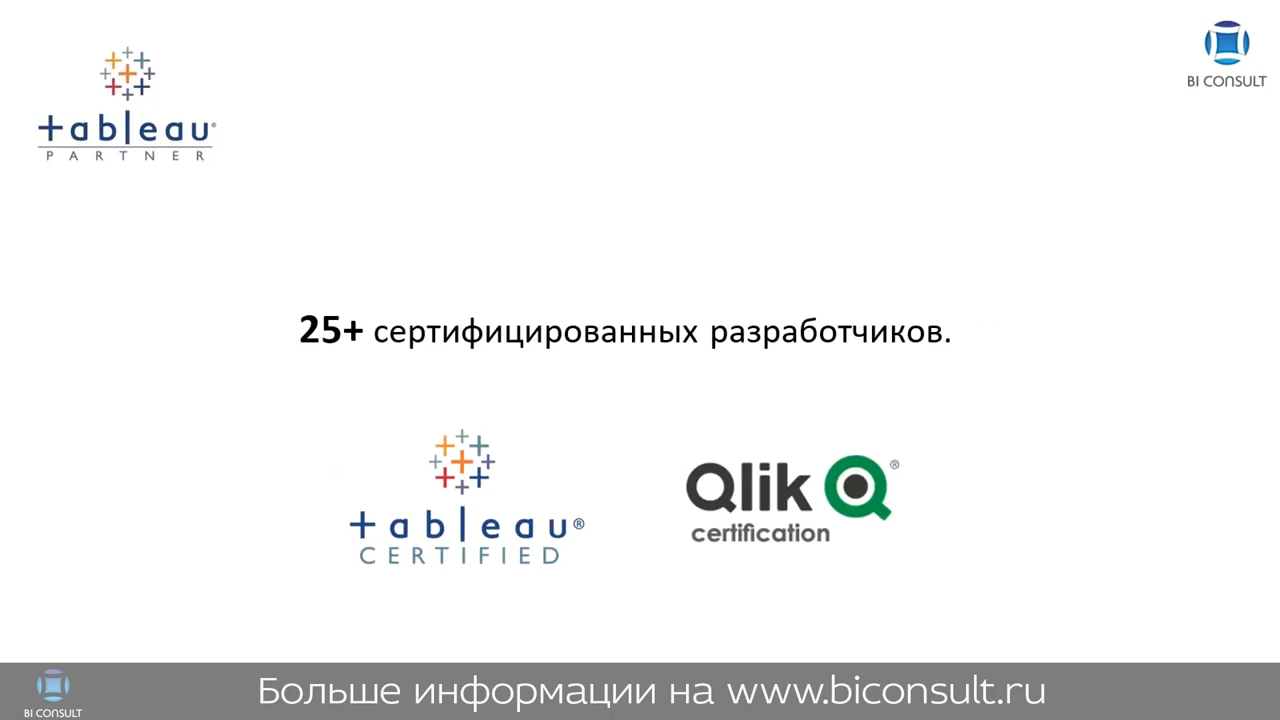 tableau®
PARTNER
BI CONSULT
25+ сертифицированных разработчиков.
tableau®
CERTIFIED
Qlik Q®
certification
BI CONSULT
Больше информации на www.biconsult.ru